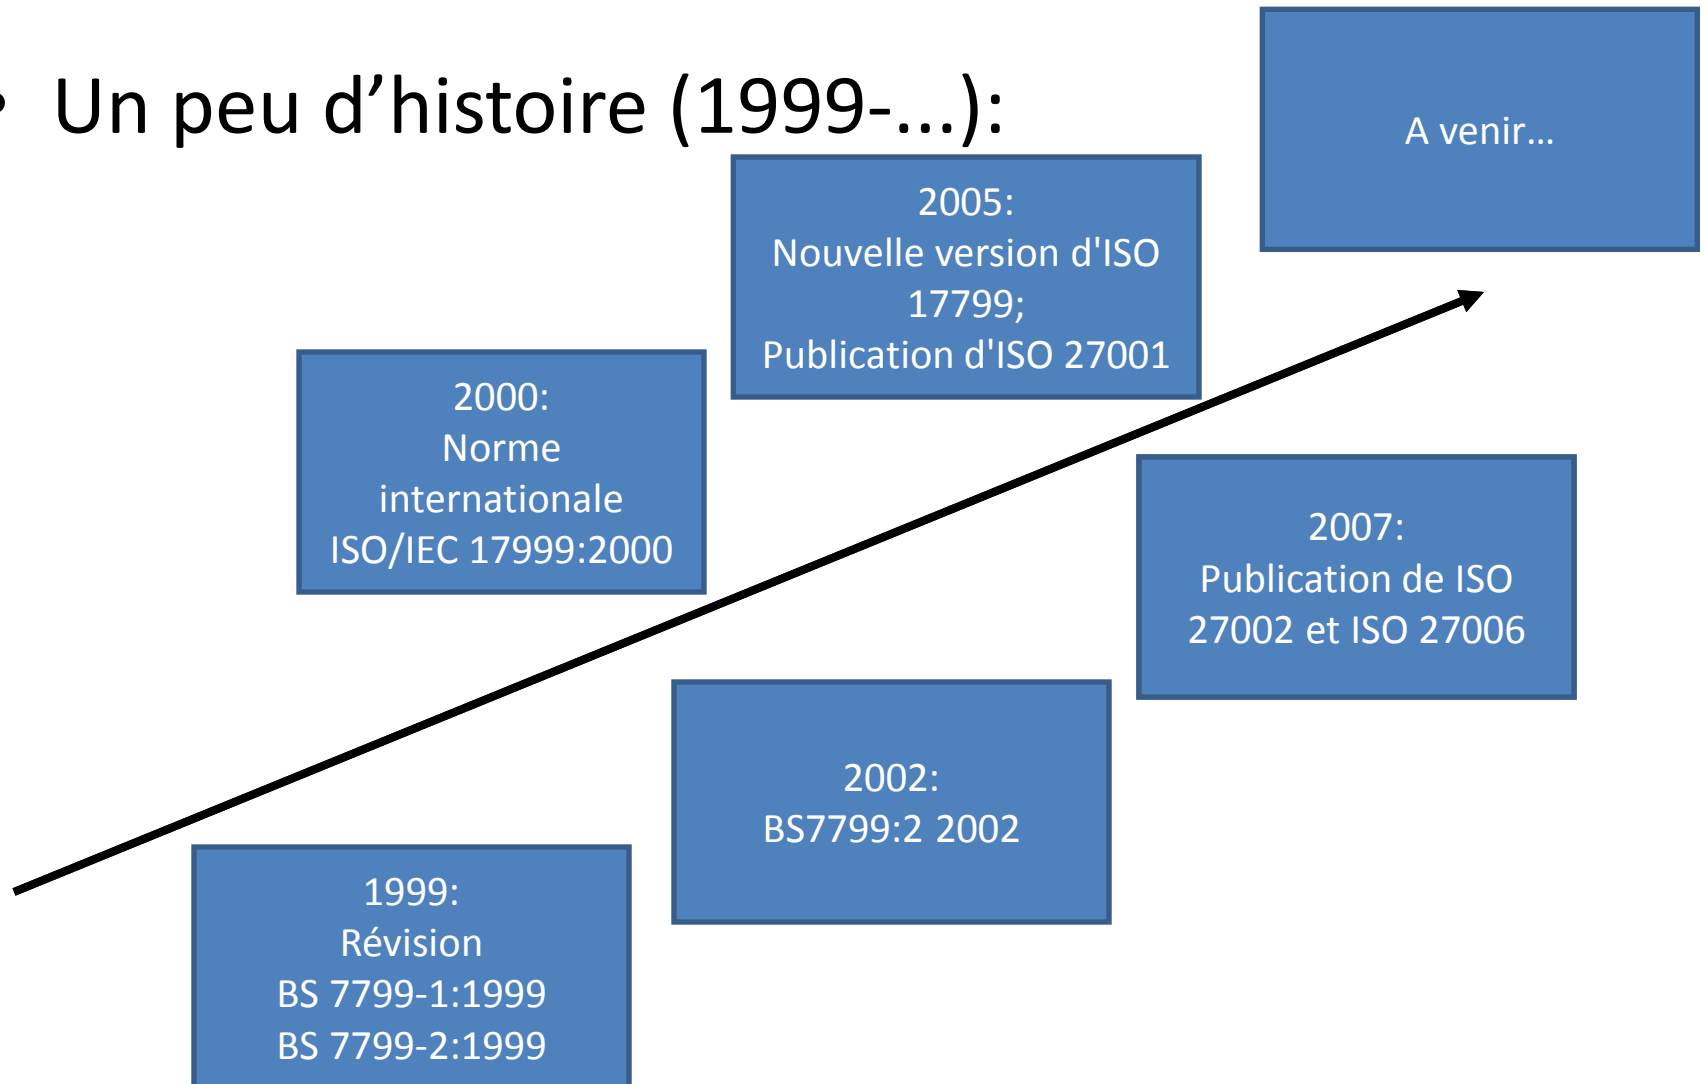 • Un peu d’histoire (1999-...):
A venir...
2005:
Nouvelle version d'ISO
17799;
Publication d'ISO 27001
2000:
Norme
internationale
ISO/IEC 17999:2000
2007:
Publication de ISO
27002 et ISO 27006
2002:
BS7799:2 2002
1999:
Révision
BS 7799-1:1999
BS 7799-2:1999